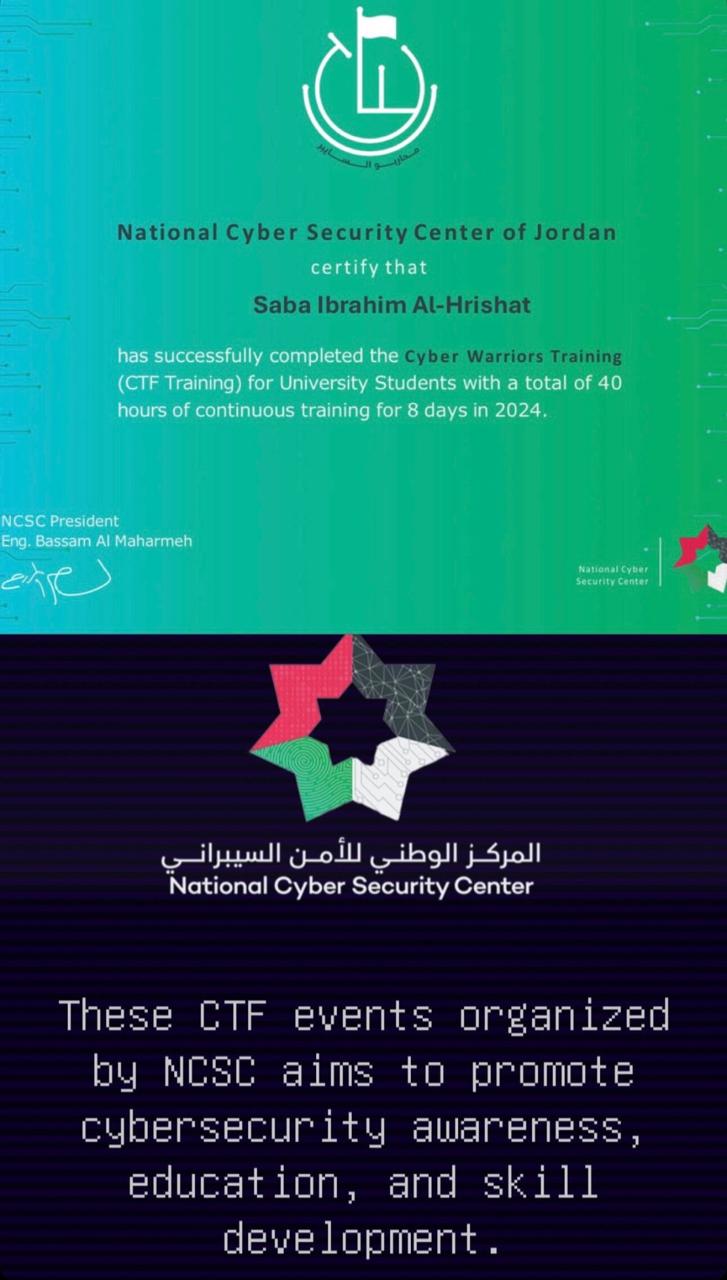 محاربو السايبر
National Cyber Security Center of Jordan
certify that
Saba Ibrahim Al-Hrishat
has successfully completed the Cyber Warriors Training
(CTF Training) for University Students with a total of 40
hours of continuous training for 8 days in 2024.
NCSC President
Eng. Bassam Al Maharmeh
National Cyber
Security Center
المركز الوطني للأمن السيبراني
National Cyber Security Center
These CTF events organized
by NCSC aims to promote
cybersecurity awareness,
education, and skill
development.